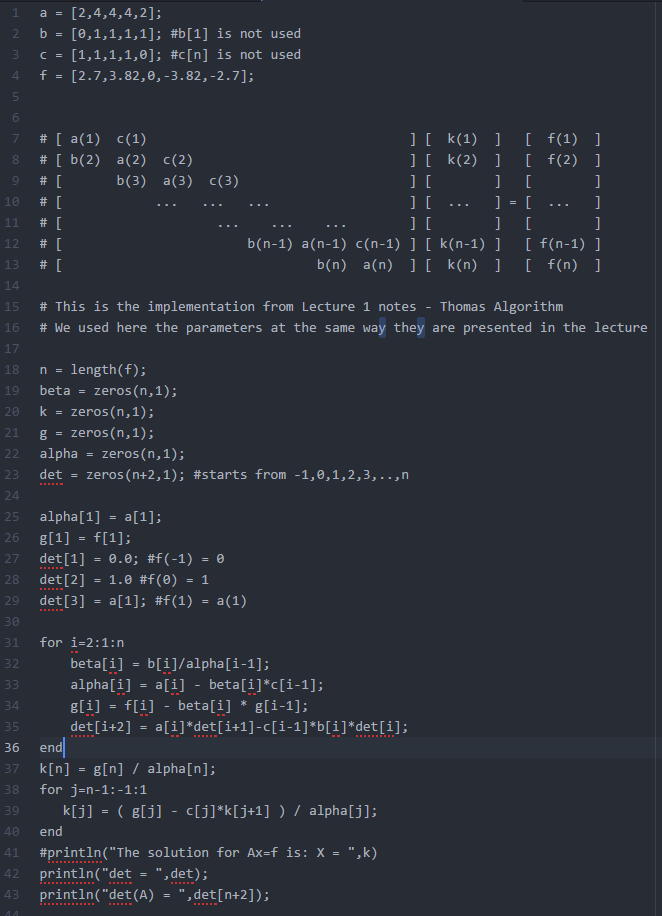 1 a = [2,4,4,4,2];
2 b = [0,1,1,1,1]; #b[1] is not used
3 c = [1,1,1,1,0]; #c[n] is not used
4 f = [2.7,3.82,0,-3.82,-2.7];
5
6
7 # [ a(1) c(1) ] [ k(1) ] [ f(1) ]
8 # [ b(2) a(2) c(2) ] [ k(2) ] [ f(2) ]
9 # [ b(3) a(3) c(3) ] [ ] [ ]
10 # [ ... ... ... ] [ ... ] = [ ... ]
11 # [ ... ... ... ] [ ] [ ]
12 # [ b(n-1) a(n-1) c(n-1) ] [ k(n-1) ] [ f(n-1) ]
13 # [ b(n) a(n) ] [ k(n) ] [ f(n) ]
14
15 # This is the implementation from Lecture 1 notes - Thomas Algorithm
16 # We used here the parameters at the same way they are presented in the lecture
17
18 n = length(f);
19 beta = zeros(n,1);
20 k = zeros(n,1);
21 g = zeros(n,1);
22 alpha = zeros(n,1);
23 det = zeros(n+2,1); #starts from -1,0,1,2,3,..,n
24
25 alpha[1] = a[1];
26 g[1] = f[1];
27 det[1] = 0.0; #f(-1) = 0
28 det[2] = 1.0 #f(0) = 1
29 det[3] = a[1]; #f(1) = a(1)
30
31 for i=2:1:n
32 beta[i] = b[i]/alpha[i-1];
33 alpha[i] = a[i] - beta[i]*c[i-1];
34 g[i] = f[i] - beta[i] * g[i-1];
35 det[i+2] = a[i]*det[i+1]-c[i-1]*b[i]*det[i];
36 end
37 k[n] = g[n] / alpha[n];
38 for j=n-1:-1:1
39 k[j] = ( g[j] - c[j]*k[j+1] ) / alpha[j];
40 end
41 #println("The solution for Ax=f is: X = ",k)
42 println("det = ",det);
43 println("det(A) = ",det[n+2]);